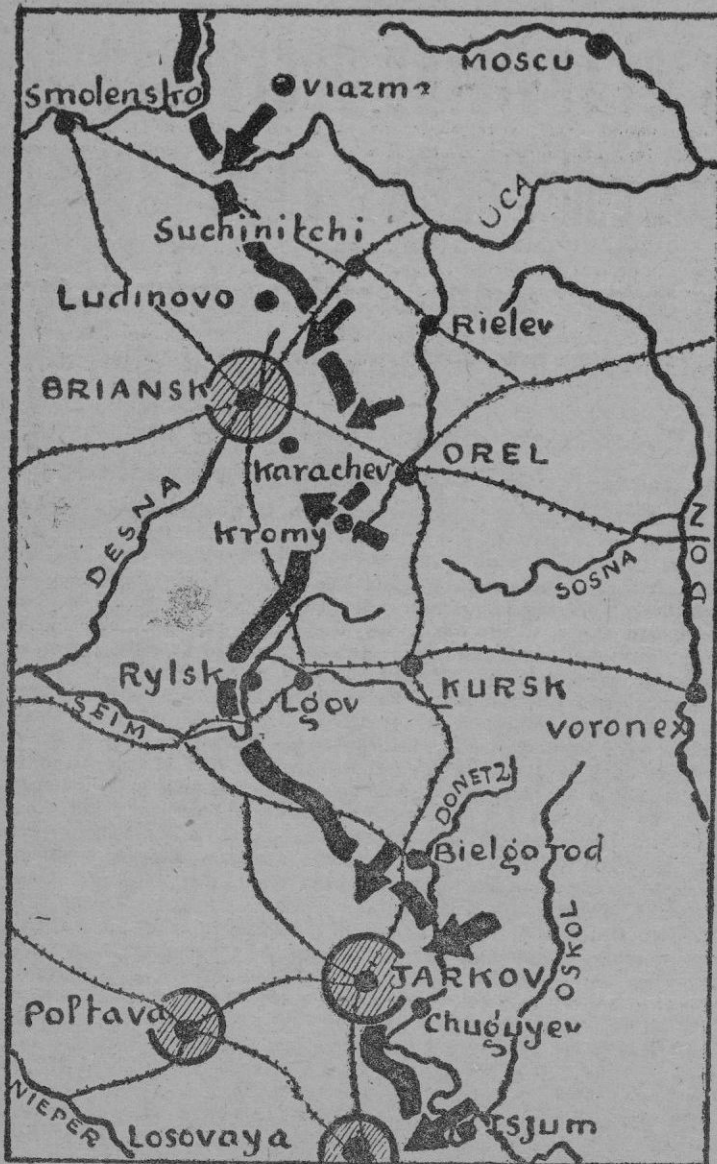 MOSCU
Smolensko
Viazma
UCA
Suchinitchi
Ludinovo
Rielev
BRIANSK
Karachev
OREL
DESNA
Kromy
SOSNA
DON
Rylsk
Lgov
KURSK
SEIM
Voronex
DONETZ
Bielgorod
OSKOL
JARKOV
Poltava
Chuguyev
NIEPER
Losovaya
Isjum